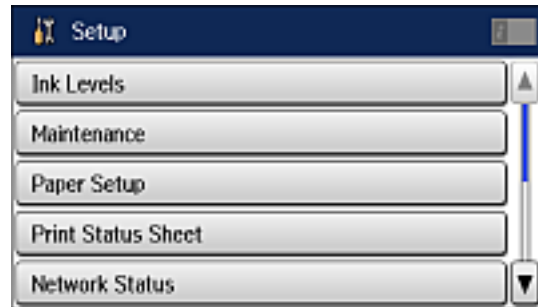 Setup
Ink Levels
Maintenance
Paper Setup
Print Status Sheet
Network Status